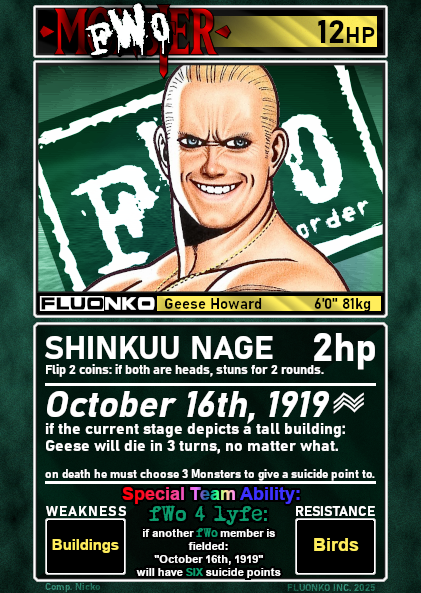 MONSTER
fWo
12HP
F W O
order
FLUONKO
Geese Howard
6'0" 81kg
SHINKUU NAGE
2hp
Flip 2 coins: if both are heads, stuns for 2 rounds.
October 16th, 1919
if the current stage depicts a tall building:
Geese will die in 3 turns, no matter what.
on death he must choose 3 Monsters to give a suicide point to.
Special Team Ability:
WEAKNESS
fWo 4 lyfe:
RESISTANCE
Buildings
if another fWo member is
fielded:
"October 16th, 1919"
will have SIX suicide points
Birds
Comp. Nicko
FLUONKO INC. 2025